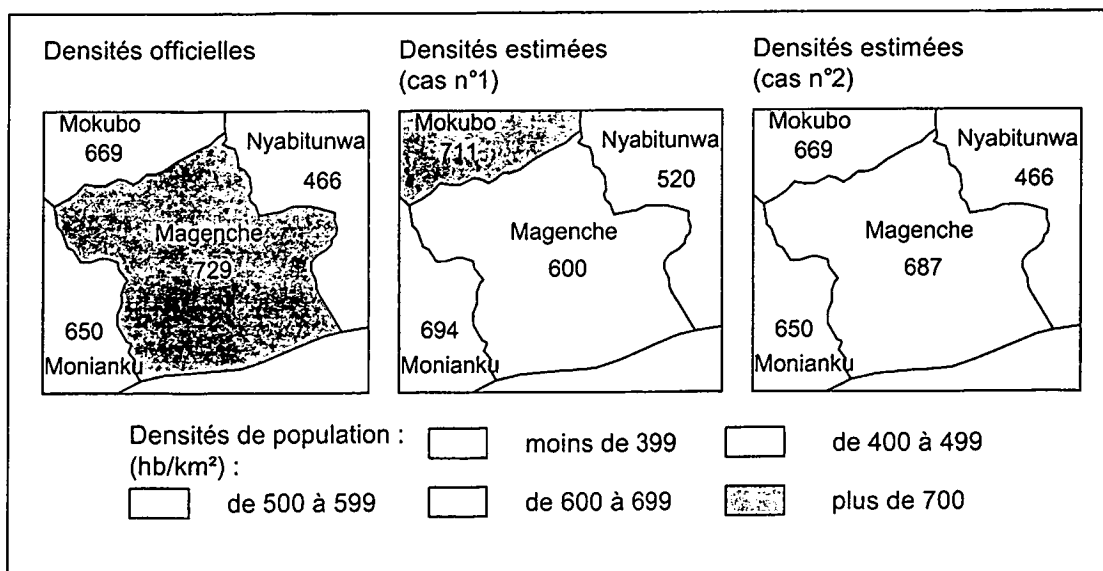 Densités officielles
Densités estimées
(cas n°1)
Densités estimées
(cas n°2)
Mokubo
669
Nyabitunwa
466
Magenche
729
650
Monianku
Mokubo
711
Nyabitunwa
520
Magenche
600
694
Monianku
Mokubo
669
Nyabitunwa
466
Magenche
687
650
Monianku
Densités de population :
(hb/km²) :
moins de 399
de 400 à 499
de 500 à 599
de 600 à 699
plus de 700